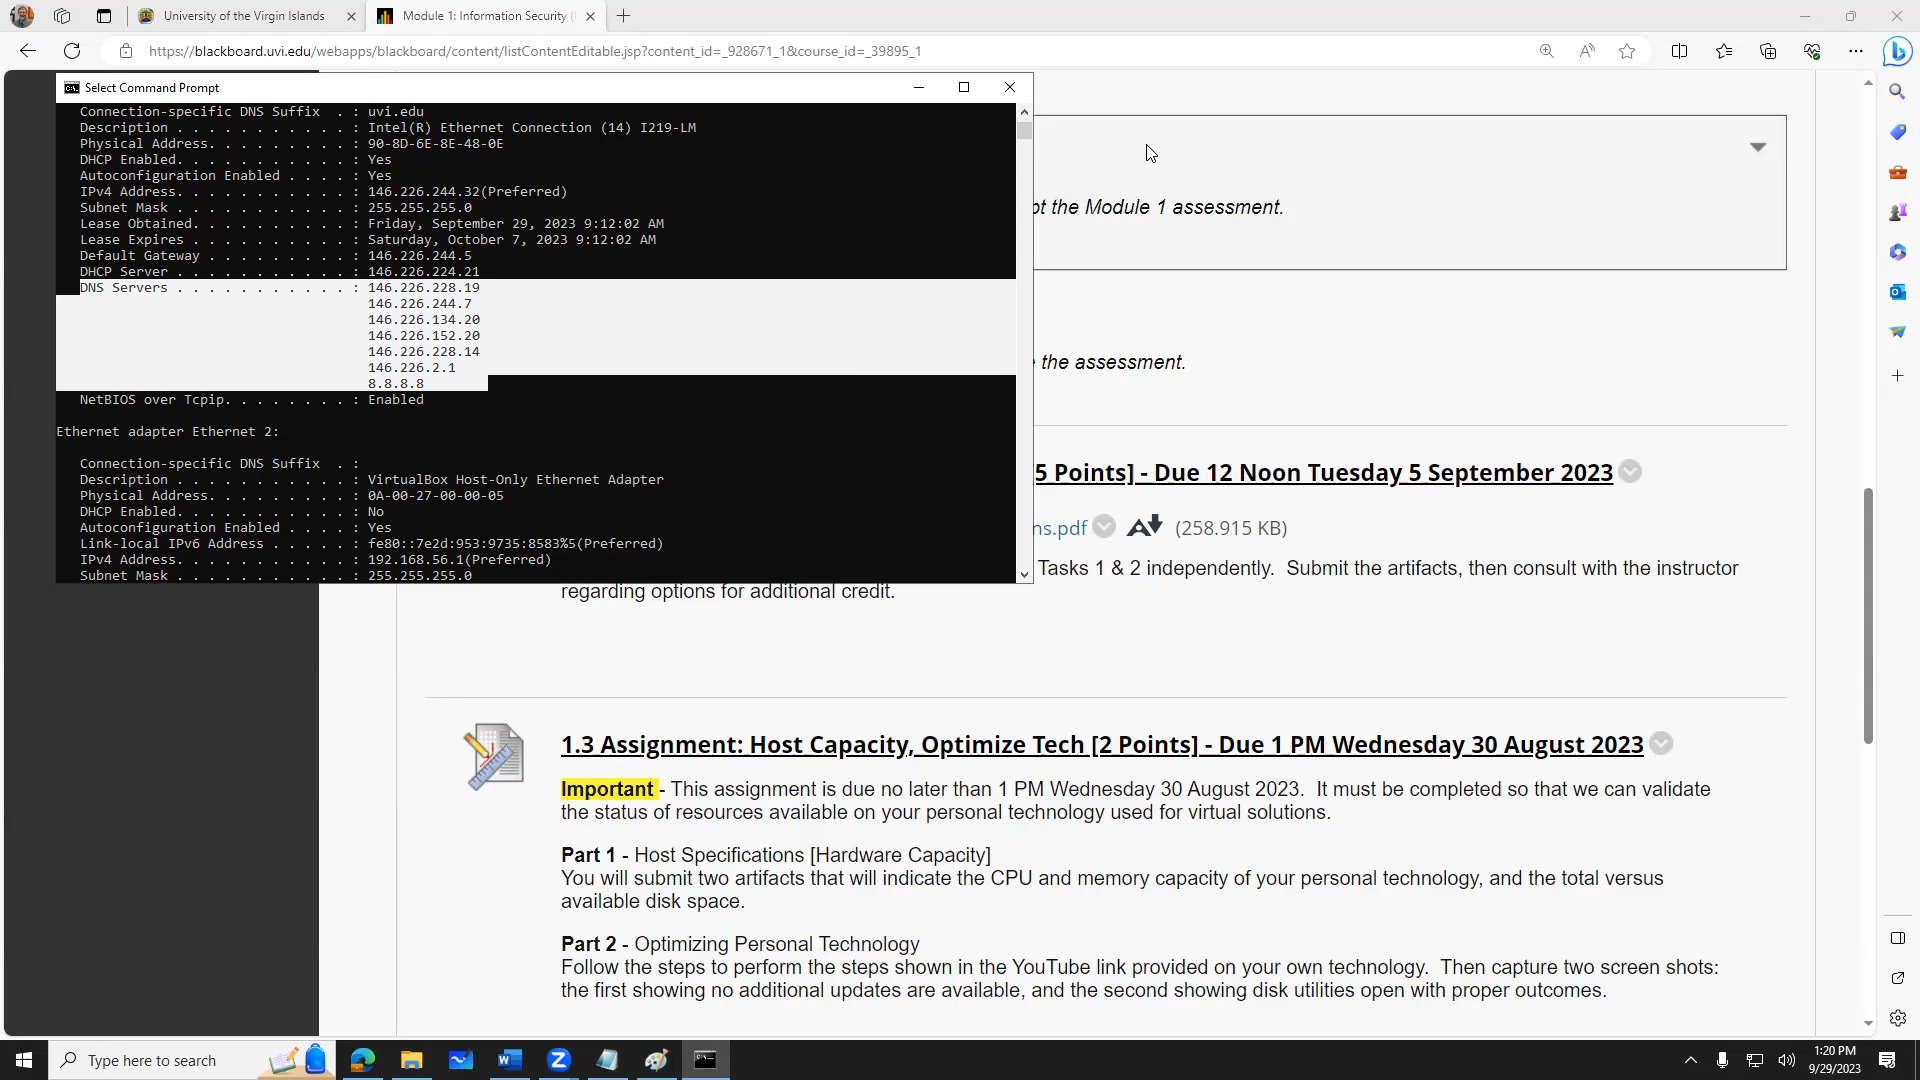 University of the Virgin Islands
Module 1: Information Security (
https://blackboard.uvi.edu/webapps/blackboard/content/listContentEditable.jsp?content_id=_928671_1&course_id=_39895_1
Select Command Prompt
Connection-specific DNS Suffix  . : uvi.edu
Description . . . . . . . . . . . : Intel(R) Ethernet Connection (14) I219-LM
Physical Address. . . . . . . . . : 90-8D-6E-8E-48-0E
DHCP Enabled. . . . . . . . . . . : Yes
Autoconfiguration Enabled . . . . : Yes
IPv4 Address. . . . . . . . . . . : 146.226.244.32(Preferred)
Subnet Mask . . . . . . . . . . . : 255.255.255.0
Lease Obtained. . . . . . . . . . : Friday, September 29, 2023 9:12:02 AM
Lease Expires . . . . . . . . . . : Saturday, October 7, 2023 9:12:02 AM
Default Gateway . . . . . . . . . : 146.226.244.5
DHCP Server . . . . . . . . . . . : 146.226.224.21
DNS Servers . . . . . . . . . . . : 146.226.228.19
146.226.244.7
146.226.134.20
146.226.152.20
146.226.228.14
146.226.2.1
8.8.8.8
NetBIOS over Tcpip. . . . . . . . : Enabled
Ethernet adapter Ethernet 2:
Connection-specific DNS Suffix  . :
Description . . . . . . . . . . . : VirtualBox Host-Only Ethernet Adapter
Physical Address. . . . . . . . . : 0A-00-27-00-00-05
DHCP Enabled. . . . . . . . . . . : No
Autoconfiguration Enabled . . . . : Yes
Link-local IPv6 Address . . . . . : fe80::7e2d:953:9735:8583%5(Preferred)
IPv4 Address. . . . . . . . . . . : 192.168.56.1(Preferred)
Subnet Mask . . . . . . . . . . . : 255.255.255.0
pt the Module 1 assessment.
the assessment.
5 Points] - Due 12 Noon Tuesday 5 September 2023
ns.pdf (258.915 KB)
Tasks 1 & 2 independently.  Submit the artifacts, then consult with the instructor
regarding options for additional credit.
1.3 Assignment: Host Capacity, Optimize Tech [2 Points] - Due 1 PM Wednesday 30 August 2023
Important - This assignment is due no later than 1 PM Wednesday 30 August 2023.  It must be completed so that we can validate
the status of resources available on your personal technology used for virtual solutions.
Part 1 - Host Specifications [Hardware Capacity]
You will submit two artifacts that will indicate the CPU and memory capacity of your personal technology, and the total versus
available disk space.
Part 2 - Optimizing Personal Technology
Follow the steps to perform the steps shown in the YouTube link provided on your own technology.  Then capture two screen shots:
the first showing no additional updates are available, and the second showing disk utilities open with proper outcomes.
Type here to search
1:20 PM
9/29/2023